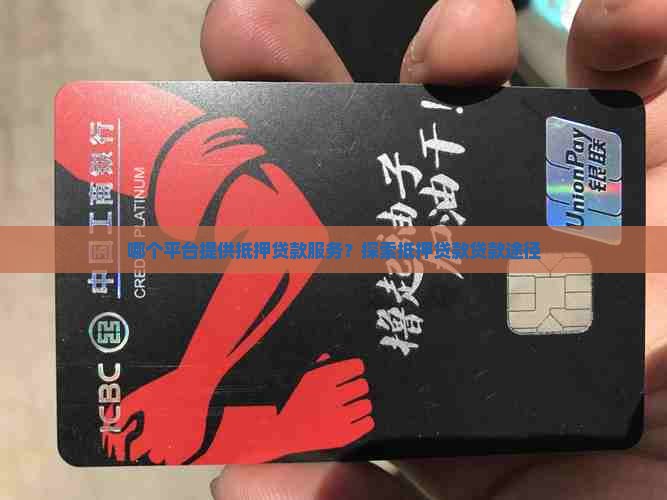 中国工商银行
CREDIT PLATINUM
ICBC
撸起袖子
加油干！
UnionPay
银联
哪个平台提供抵押贷款服务？探索抵押贷款贷款途径